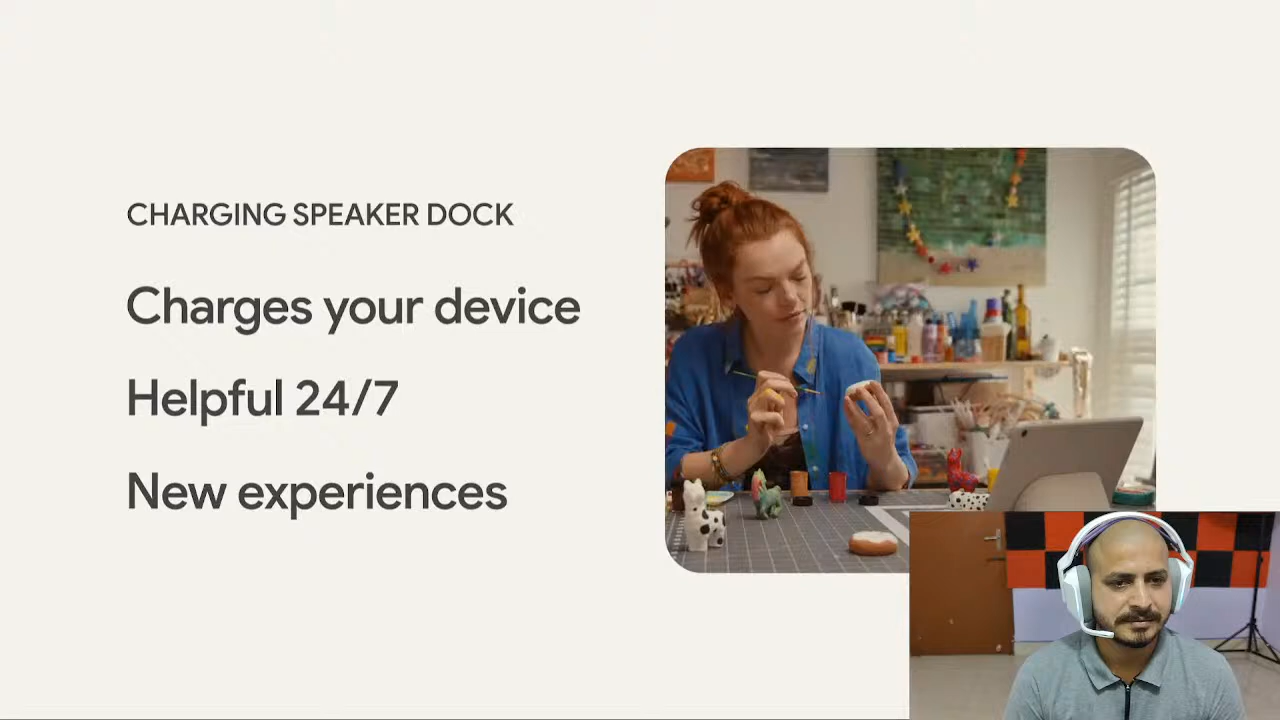 CHARGING SPEAKER DOCK
Charges your device
Helpful 24/7
New experiences